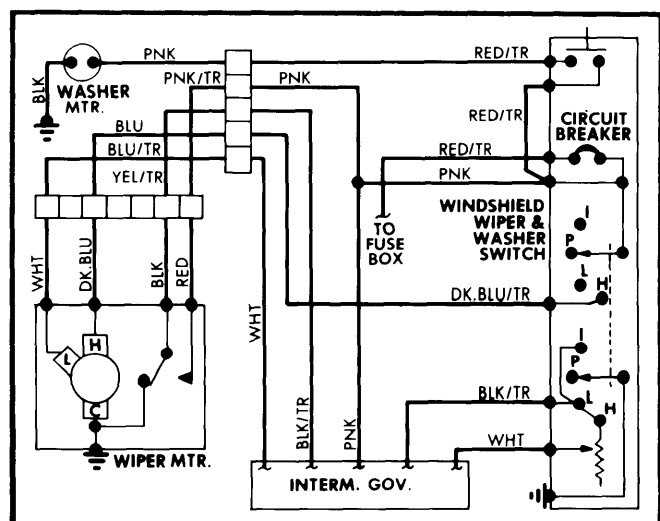 PNK
RED/TR
BLK
WASHER
MTR.
PNK/TR
PNK
RED/TR
CIRCUIT
BREAKER
BLU
BLU/TR
RED/TR
YEL/TR
PNK
WINDSHIELD
WIPER &
WASHER
SWITCH
TO
FUSE
BOX
I
P
L
H
WHT
DK.BLU
BLK
RED
DK.BLU/TR
WHT
BLK/TR
PNK
L
H
C
I
P
L
H
BLK/TR
WHT
WIPER MTR.
INTERM. GOV.